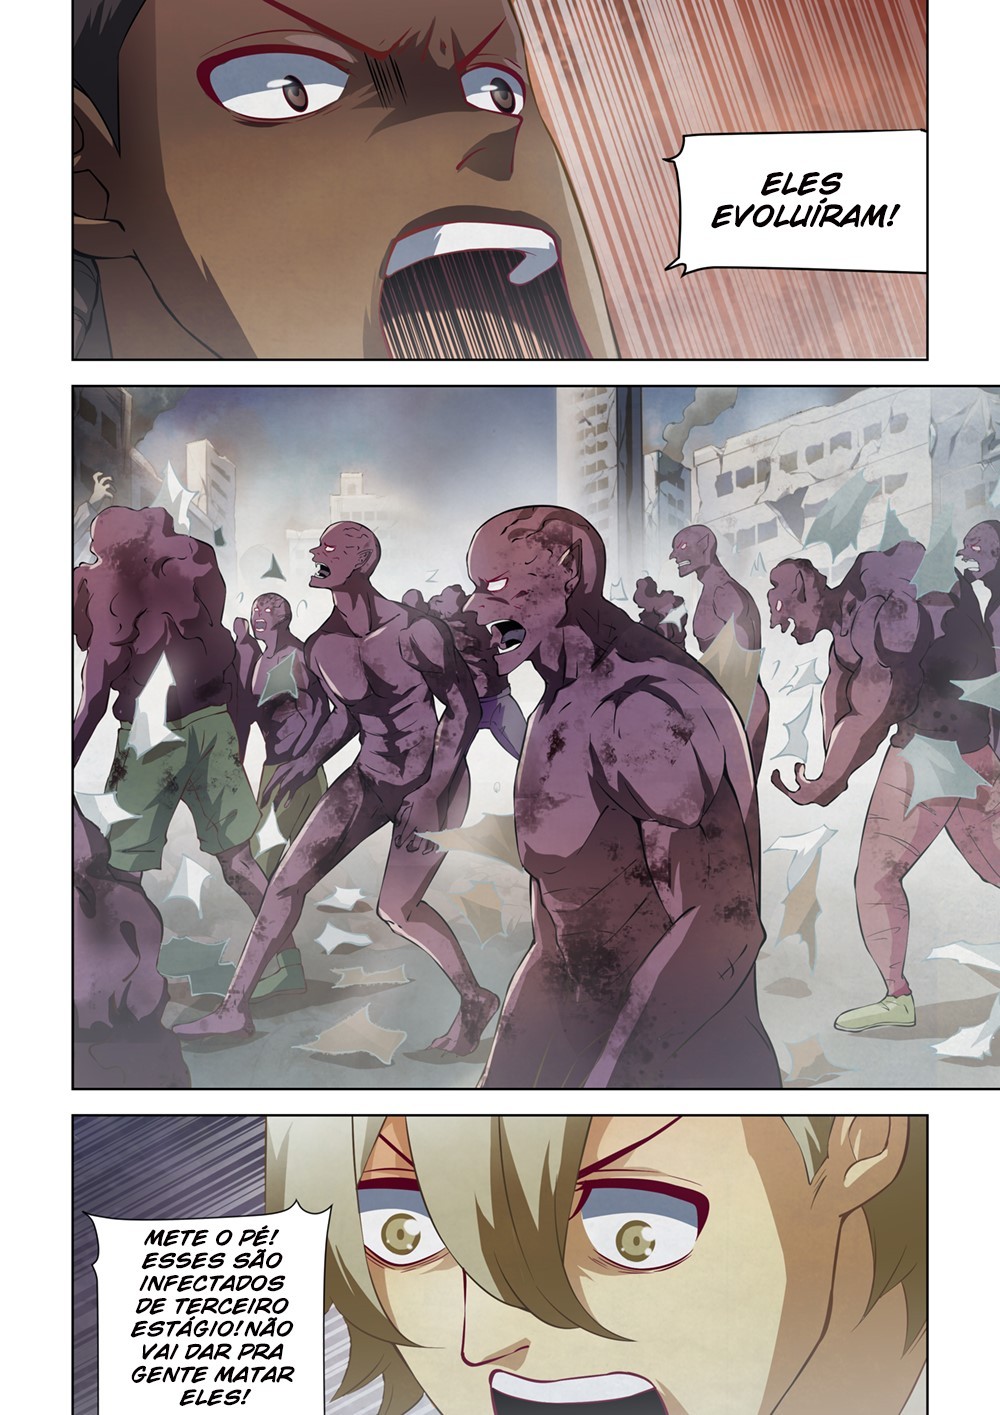 ELES
EVOLUÍRAM!
METE O PÉ!
ESSES SÃO
INFECTADOS
DE TERCEIRO
ESTÁGIO! NÃO
VAI DAR PRA
GENTE MATAR
ELES!